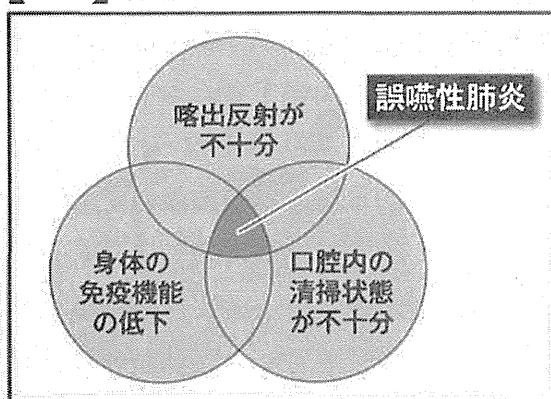 誤嚥性肺炎
喀出反射が
不十分
身体の
免疫機能
の低下
口腔内の
清掃状態
が不十分